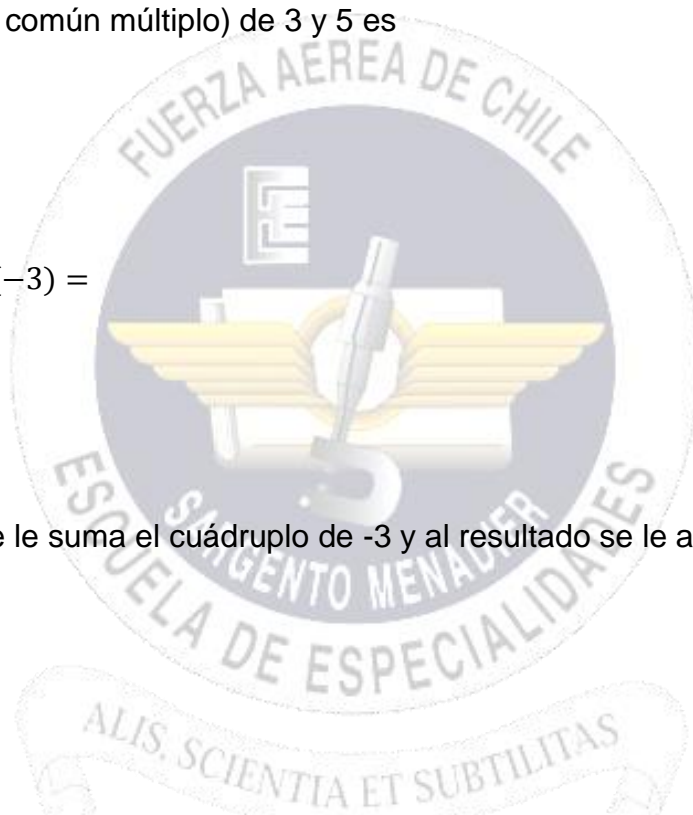 común múltiplo) de 3 y 5 es
FUERZA AEREA DE CHILE
(−3) =
e le suma el cuádruplo de -3 y al resultado se le a
SARGENTO MENADIER
ESCUELA DE ESPECIALIDADES
ALIS, SCIENTIA ET SUBTILITAS